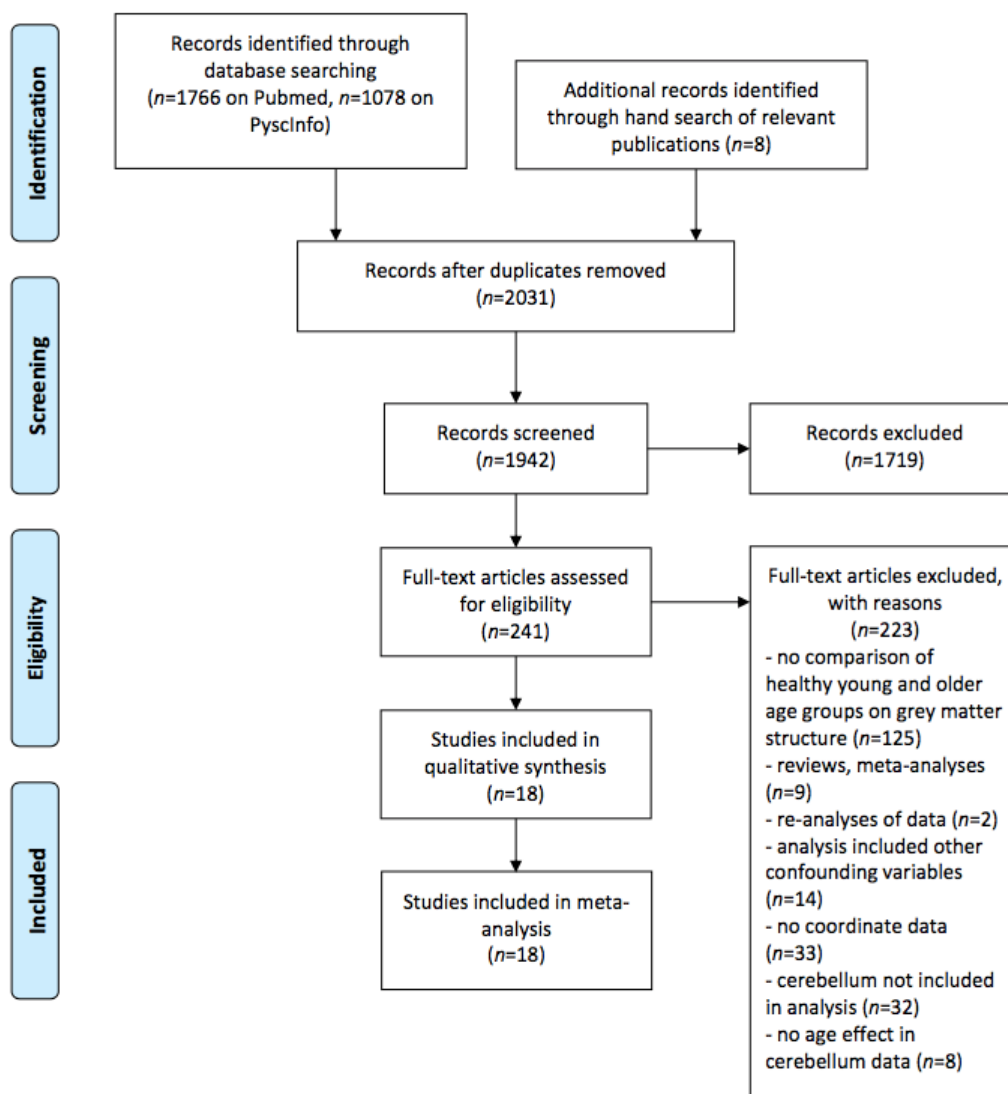 Identification
Records identified through
database searching
(n=1766 on Pubmed, n=1078 on
PyscInfo)
Additional records identified
through hand search of relevant
publications (n=8)
Records after duplicates removed
(n=2031)
Screening
Records screened
(n=1942)
Records excluded
(n=1719)
Eligibility
Full-text articles assessed
for eligibility
(n=241)
Full-text articles excluded,
with reasons
(n=223)
- no comparison of
healthy young and older
age groups on grey matter
structure (n=125)
- reviews, meta-analyses
(n=9)
- re-analyses of data (n=2)
- analysis included other
confounding variables
(n=14)
- no coordinate data
(n=33)
- cerebellum not included
in analysis (n=32)
- no age effect in
cerebellum data (n=8)
Studies included in
qualitative synthesis
(n=18)
Included
Studies included in meta-
analysis
(n=18)